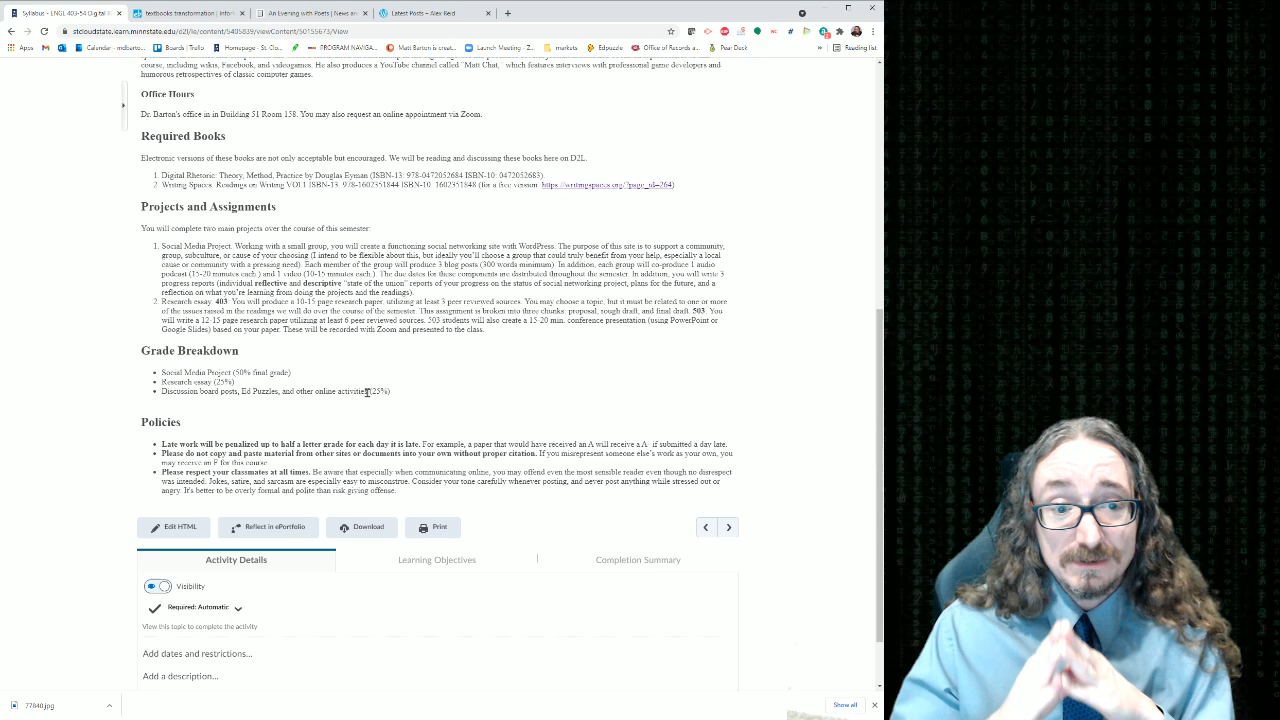 Syllabus - ENGL 403-54 Digital R
textbooks transformation | Infor
An Evening with Poets | News an
Latest Posts – Alex Reid
stcloudstate.learn.minnstate.edu/d2l/le/content/5405839/viewContent/50155673/View
Apps
Calendar - mdbarto...
Boards | Trello
Homepage - St. Clo...
PROGRAM NAVIGA...
Matt Barton is creat...
Launch Meeting - Z...
markets
Edpuzzle
Office of Records a...
Pear Deck
»
Reading list
course, including wikis, Facebook, and videogames. He also produces a YouTube channel called "Matt Chat," which features interviews with professional game developers and
humorous retrospectives of classic computer games.
Office Hours
Dr. Barton's office in in Building 51 Room 158. You may also request an online appointment via Zoom.
Required Books
Electronic versions of these books are not only acceptable but encouraged. We will be reading and discussing these books here on D2L.
1. Digital Rhetoric: Theory, Method, Practice by Douglas Eyman (ISBN-13: 978-0472052684 ISBN-10: 0472052683).
2. Writing Spaces: Readings on Writing VOl 1 ISBN-13: 978-1602351844 ISBN-10: 1602351848 (for a free version: https://writingspaces.org/?page_id=264)
Projects and Assignments
You will complete two main projects over the course of this semester:
1. Social Media Project. Working with a small group, you will create a functioning social networking site with WordPress. The purpose of this site is to support a community,
group, subculture, or cause of your choosing (I intend to be flexible about this, but ideally you'll choose a group that could truly benefit from your help, especially a local
cause or community with a pressing need). Each member of the group will produce 3 blog posts (300 words minimum). In addition, each group will co-produce 1 audio
podcast (15-20 minutes each.) and 1 video (10-15 minutes each.). The due dates for these components are distributed throughout the semester. In addition, you will write 3
progress reports (individual reflective and descriptive "state of the union" reports of your progress on the status of social networking project, plans for the future, and a
reflection on what you're learning from doing the projects and the readings).
2. Research essay. 403. You will produce a 10-15 page research paper, utilizing at least 3 peer reviewed sources. You may choose a topic, but it must be related to one or more
of the issues raised in the readings we will do over the course of the semester. This assignment is broken into three chunks: proposal, rough draft, and final draft. 503. You
will write a 12-15 page research paper utilizing at least 6 peer reviewed sources. 503 students will also create a 15-20 min. conference presentation (using PowerPoint or
Google Slides) based on your paper. These will be recorded with Zoom and presented to the class.
Grade Breakdown
• Social Media Project (50% final grade)
• Research essay (25%)
• Discussion board posts, Ed Puzzles, and other online activities (25%)
Policies
• Late work will be penalized up to half a letter grade for each day it is late. For example, a paper that would have received an A will receive a A- if submitted a day late.
• Please do not copy and paste material from other sites or documents into your own without proper citation. If you misrepresent someone else's work as your own, you
may receive an F for this course.
• Please respect your classmates at all times. Be aware that especially when communicating online, you may offend even the most sensible reader even though no disrespect
was intended. Jokes, satire, and sarcasm are especially easy to misconstrue. Consider your tone carefully whenever posting, and never post anything while stressed out or
angry. It's better to be overly formal and polite than risk giving offense.
Edit HTML
Reflect in ePortfolio
Download
Print
Activity Details
Learning Objectives
Completion Summary
Visibility
Required: Automatic
View this topic to complete the activity
Add dates and restrictions...
Add a description...
77840.jpg
Show all